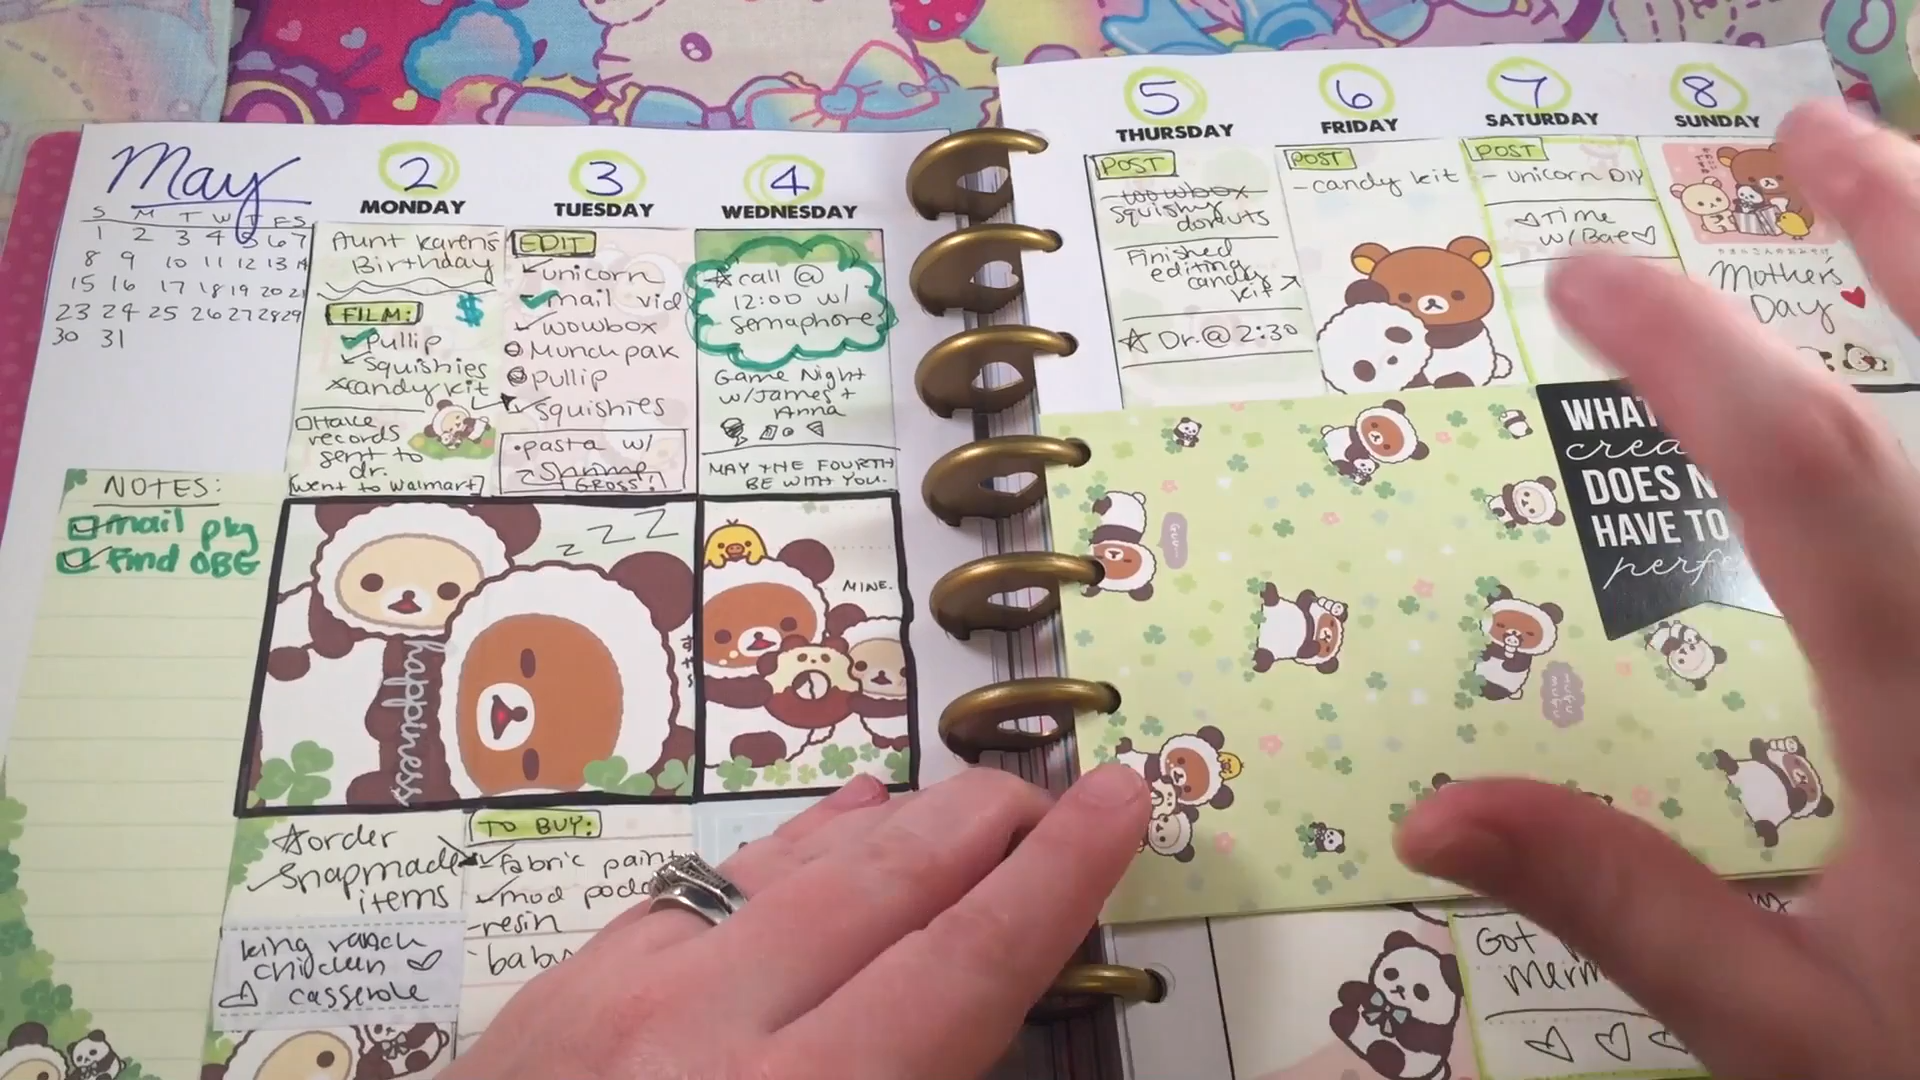 May
S M T W T F S
1 2 3 4 5 6 7
8 9 10 11 12 13 14
15 16 17 18 19 20 21
23 24 25 26 27 28 29
30 31
NOTES:
mail pkg
Find OBG
2
MONDAY
Aunt Karen's
Birthday
FILM: $
Pullip
squishies
candy kit
Have
records
sent to
dr.
went to walmart
3
TUESDAY
EDIT
unicorn
mail vid
wowbox
Munchpak
pullip
squishies
pasta w/
shrimp
GROSS!
4
WEDNESDAY
call @
12:00 w/
semaphore
Game Night
w/James +
Anna
MAY THE FOURTH
BE WITH YOU.
z z z
happiness
MINE.
order
snapmade
items
king ranch
chicken
casserole
TO BUY:
fabric paint
mod podg
-resin
5
THURSDAY
POST
wowbox
squishy
donuts
Finished
editing
candy
kit
Dr. @ 2:30
6
FRIDAY
POST
- candy kit
7
SATURDAY
POST
- unicorn DIY
Time
w/Bae
8
SUNDAY
Mother's
Day
WHAT
crea
DOES N
HAVE TO
perfe
Got